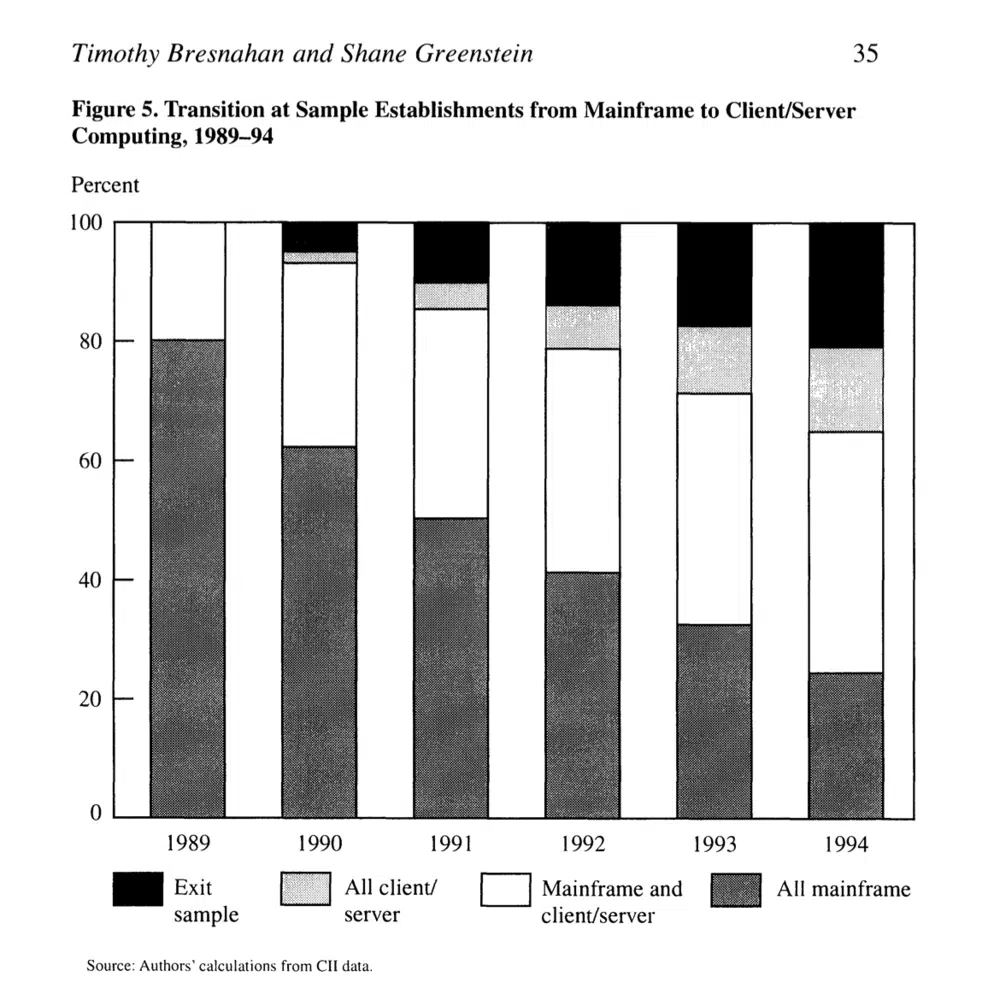 Timothy Bresnahan and Shane Greenstein 35
Figure 5. Transition at Sample Establishments from Mainframe to Client/Server
Computing, 1989–94
Percent
100
80
60
40
20
0
1989 1990 1991 1992 1993 1994
Exit
sample
All client/
server
Mainframe and
client/server
All mainframe
Source: Authors' calculations from CII data.